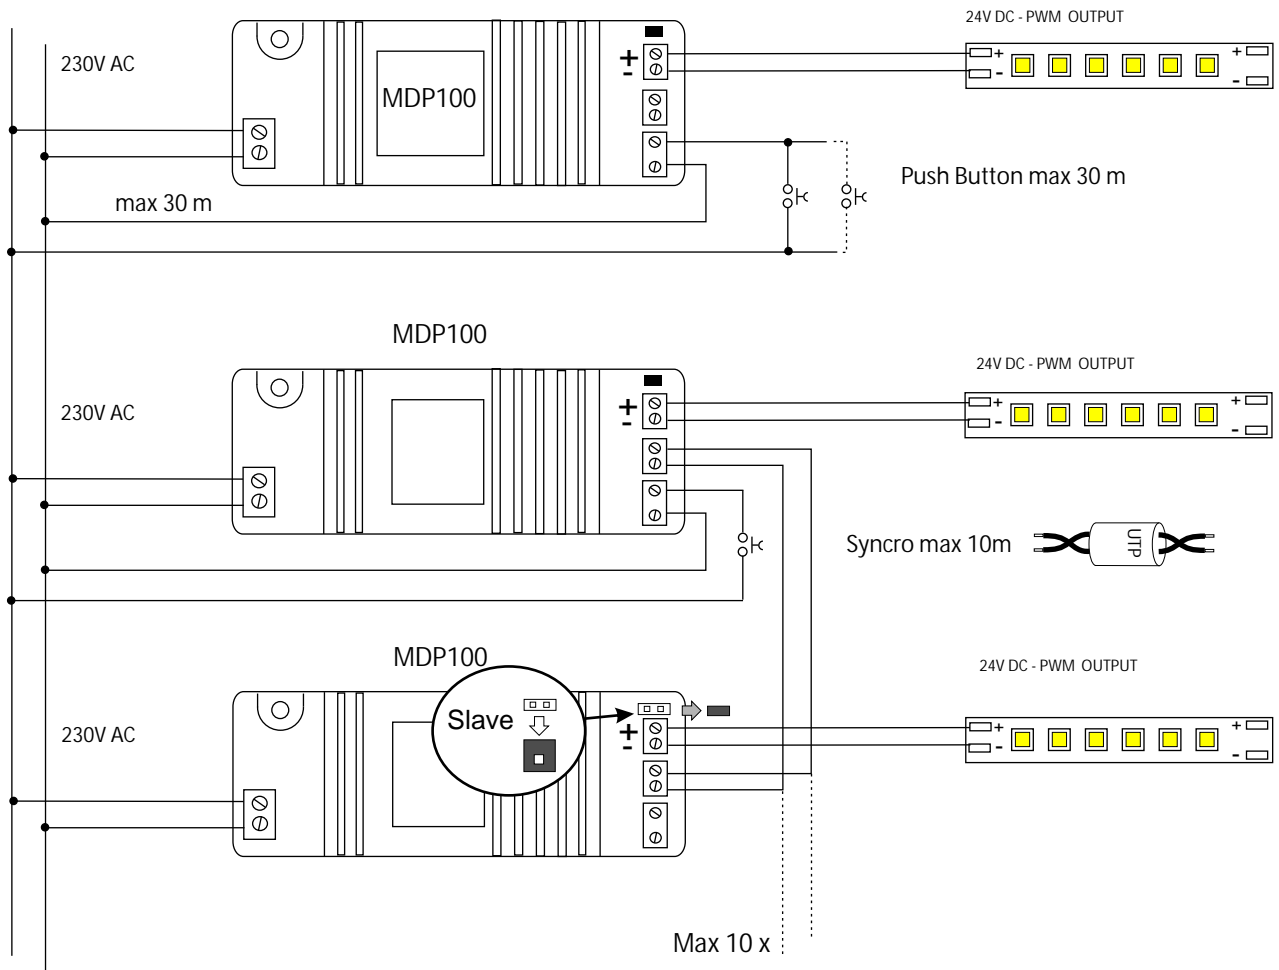 24V DC - PWM OUTPUT
230V AC
+
-
+
-
+
-
MDP100
Push Button max 30 m
max 30 m
MDP100
24V DC - PWM OUTPUT
230V AC
+
-
+
-
+
-
Syncro max 10m
UTP
MDP100
24V DC - PWM OUTPUT
Slave
230V AC
+
-
+
-
+
-
Max 10 x